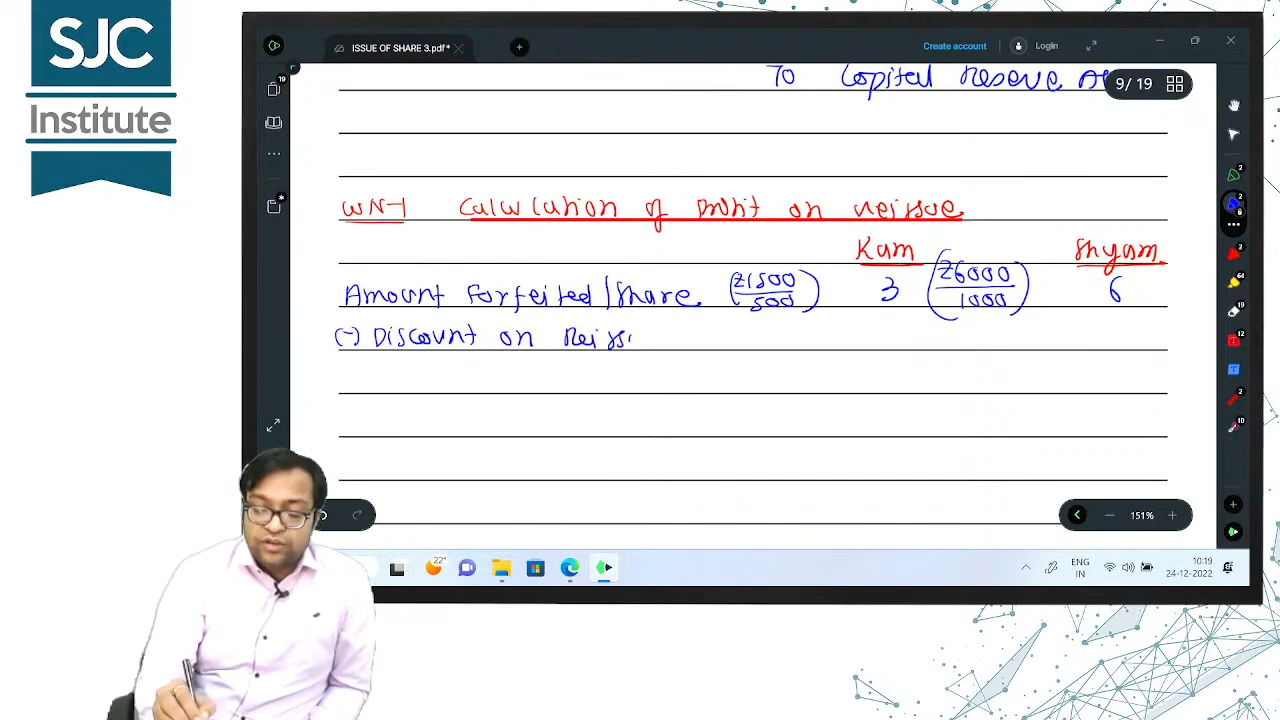 SJC
Institute
ISSUE OF SHARE 3.pdf*
Create account
Login
To Capital Reserve
9/19
WN-1 Calculation of Profit on reissue
Ram Shyam
Amount Forfeited/share (₹1500/500) 3 (₹6000/1000) 6
(-) Discount on Reiss
151%
22°
ENG
IN
10:19
24-12-2022